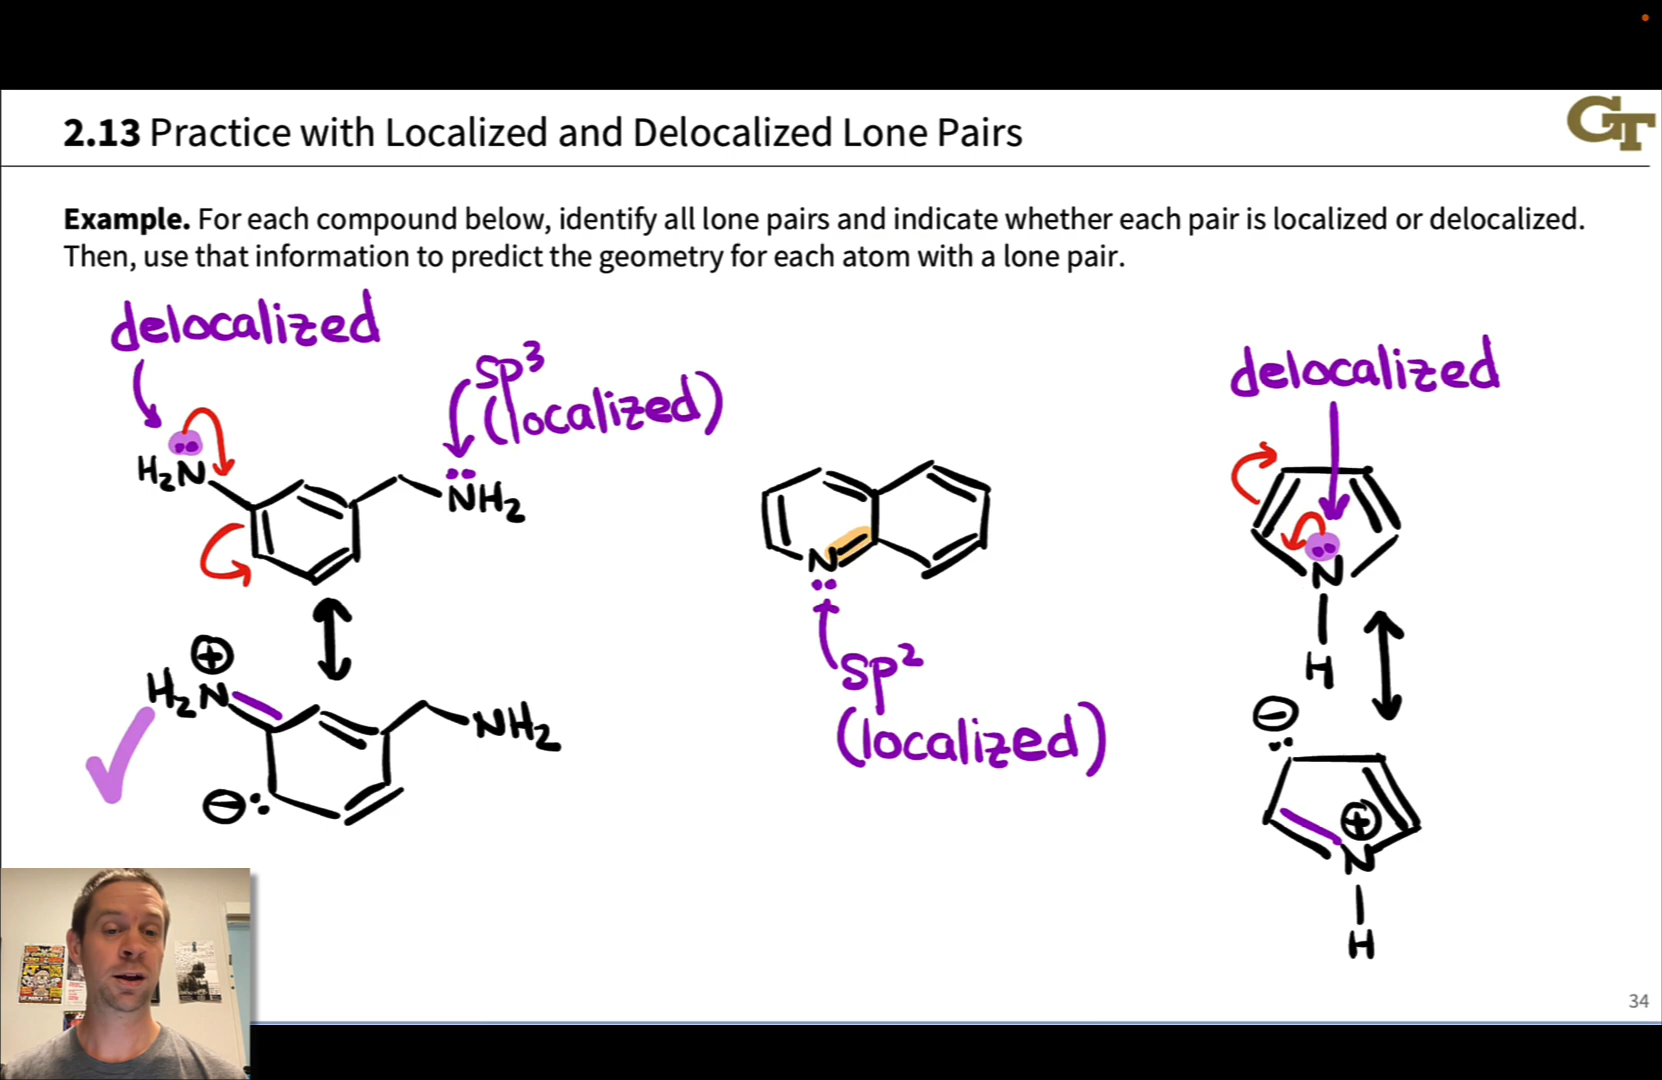 2.13 Practice with Localized and Delocalized Lone Pairs
GT
Example. For each compound below, identify all lone pairs and indicate whether each pair is localized or delocalized.
Then, use that information to predict the geometry for each atom with a lone pair.
delocalized
sp³
(localized)
H₂N
NH₂
N
sp²
(localized)
delocalized
N
H
⊕
H₂N
NH₂
⊖
⊖
⊕
N
H
34